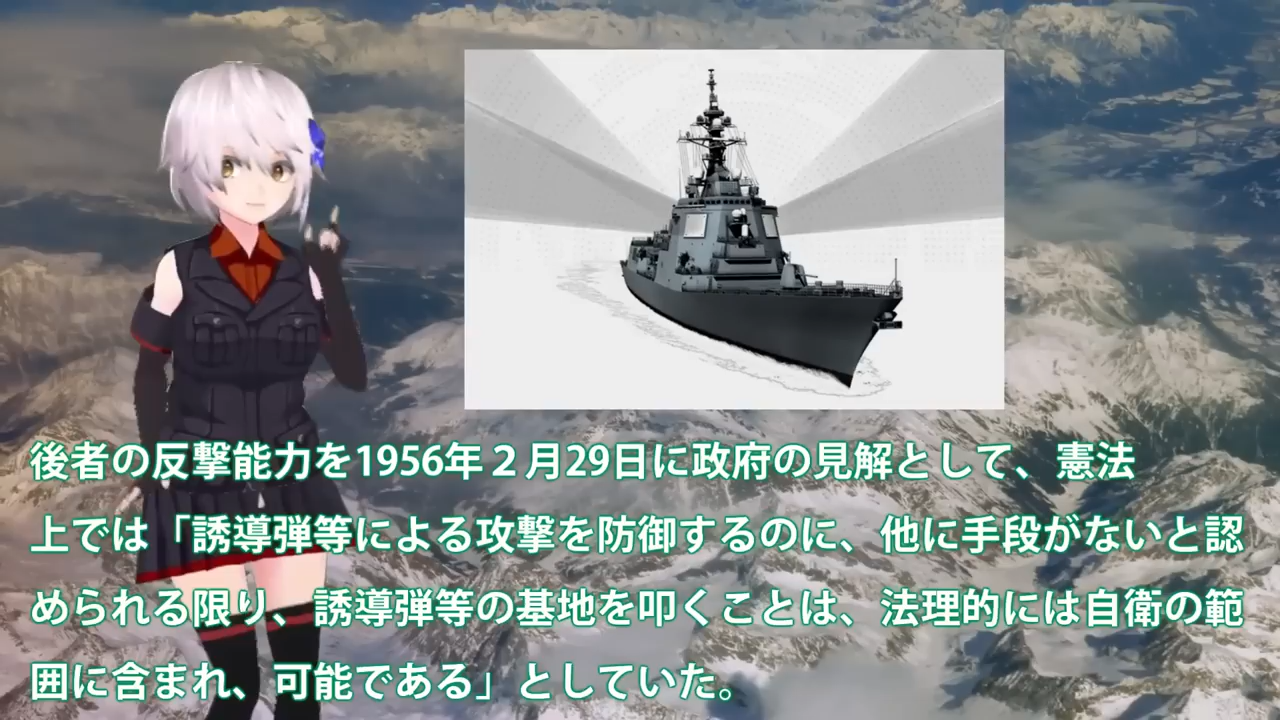 後者の反撃能力を1956年２月29日に政府の見解として、憲法
上では「誘導弾等による攻撃を防御するのに、他に手段がないと認
められる限り、誘導弾等の基地を叩くことは、法理的には自衛の範
囲に含まれ、可能である」としていた。